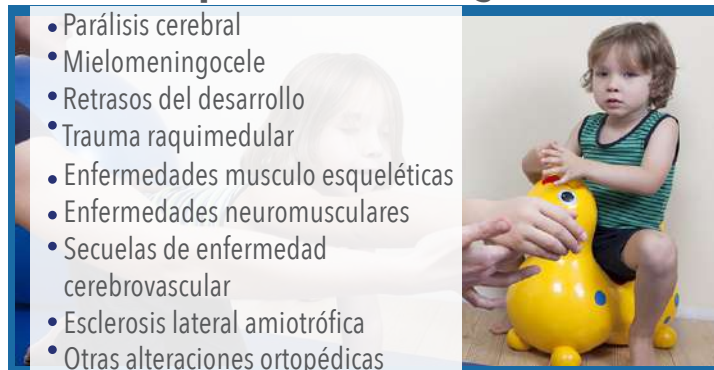 • Parálisis cerebral
• Mielomeningocele
• Retrasos del desarrollo
• Trauma raquimedular
• Enfermedades musculo esqueléticas
• Enfermedades neuromusculares
• Secuelas de enfermedad
cerebrovascular
• Esclerosis lateral amiotrófica
• Otras alteraciones ortopédicas